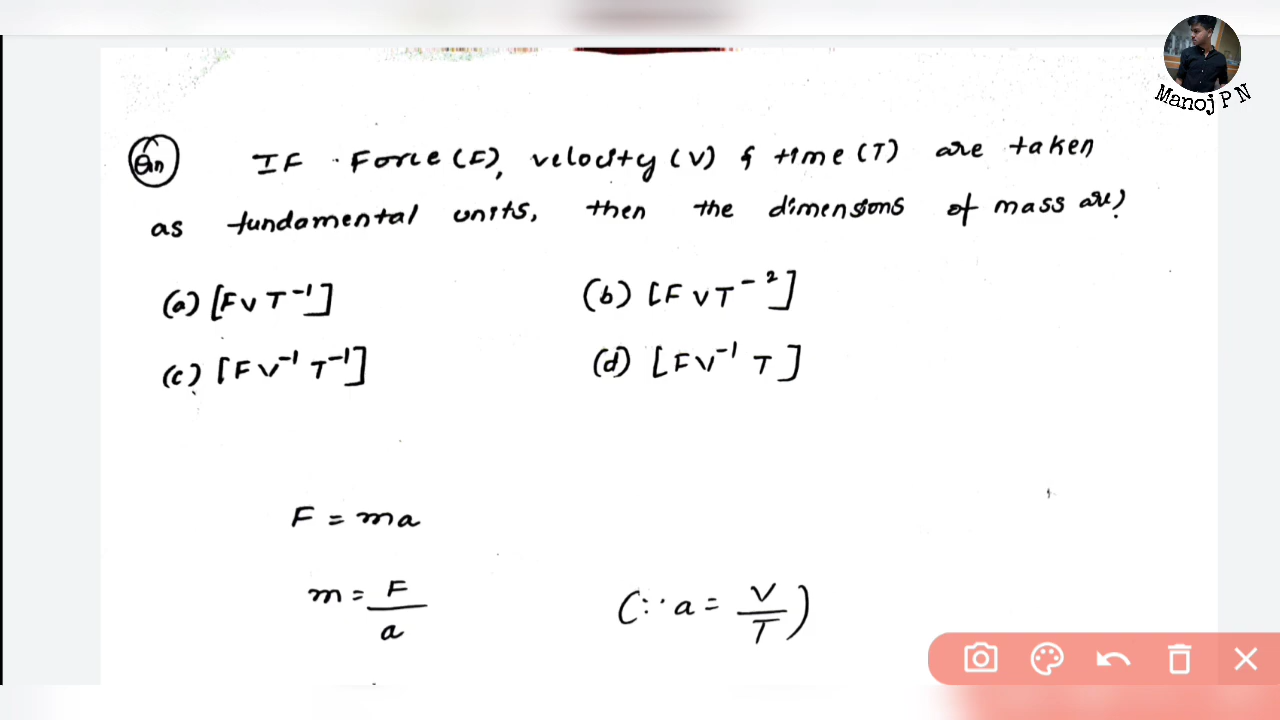 Manoj P N
Qn IF Force (F), velocity (V) & time (T) are taken
as fundamental units, then the dimensions of mass are?
(a) [F V T⁻¹] (b) [F V T⁻²]
(c) [F V⁻¹ T⁻¹] (d) [F V⁻¹ T]
F = ma
m = F/a (∵ a = V/T)